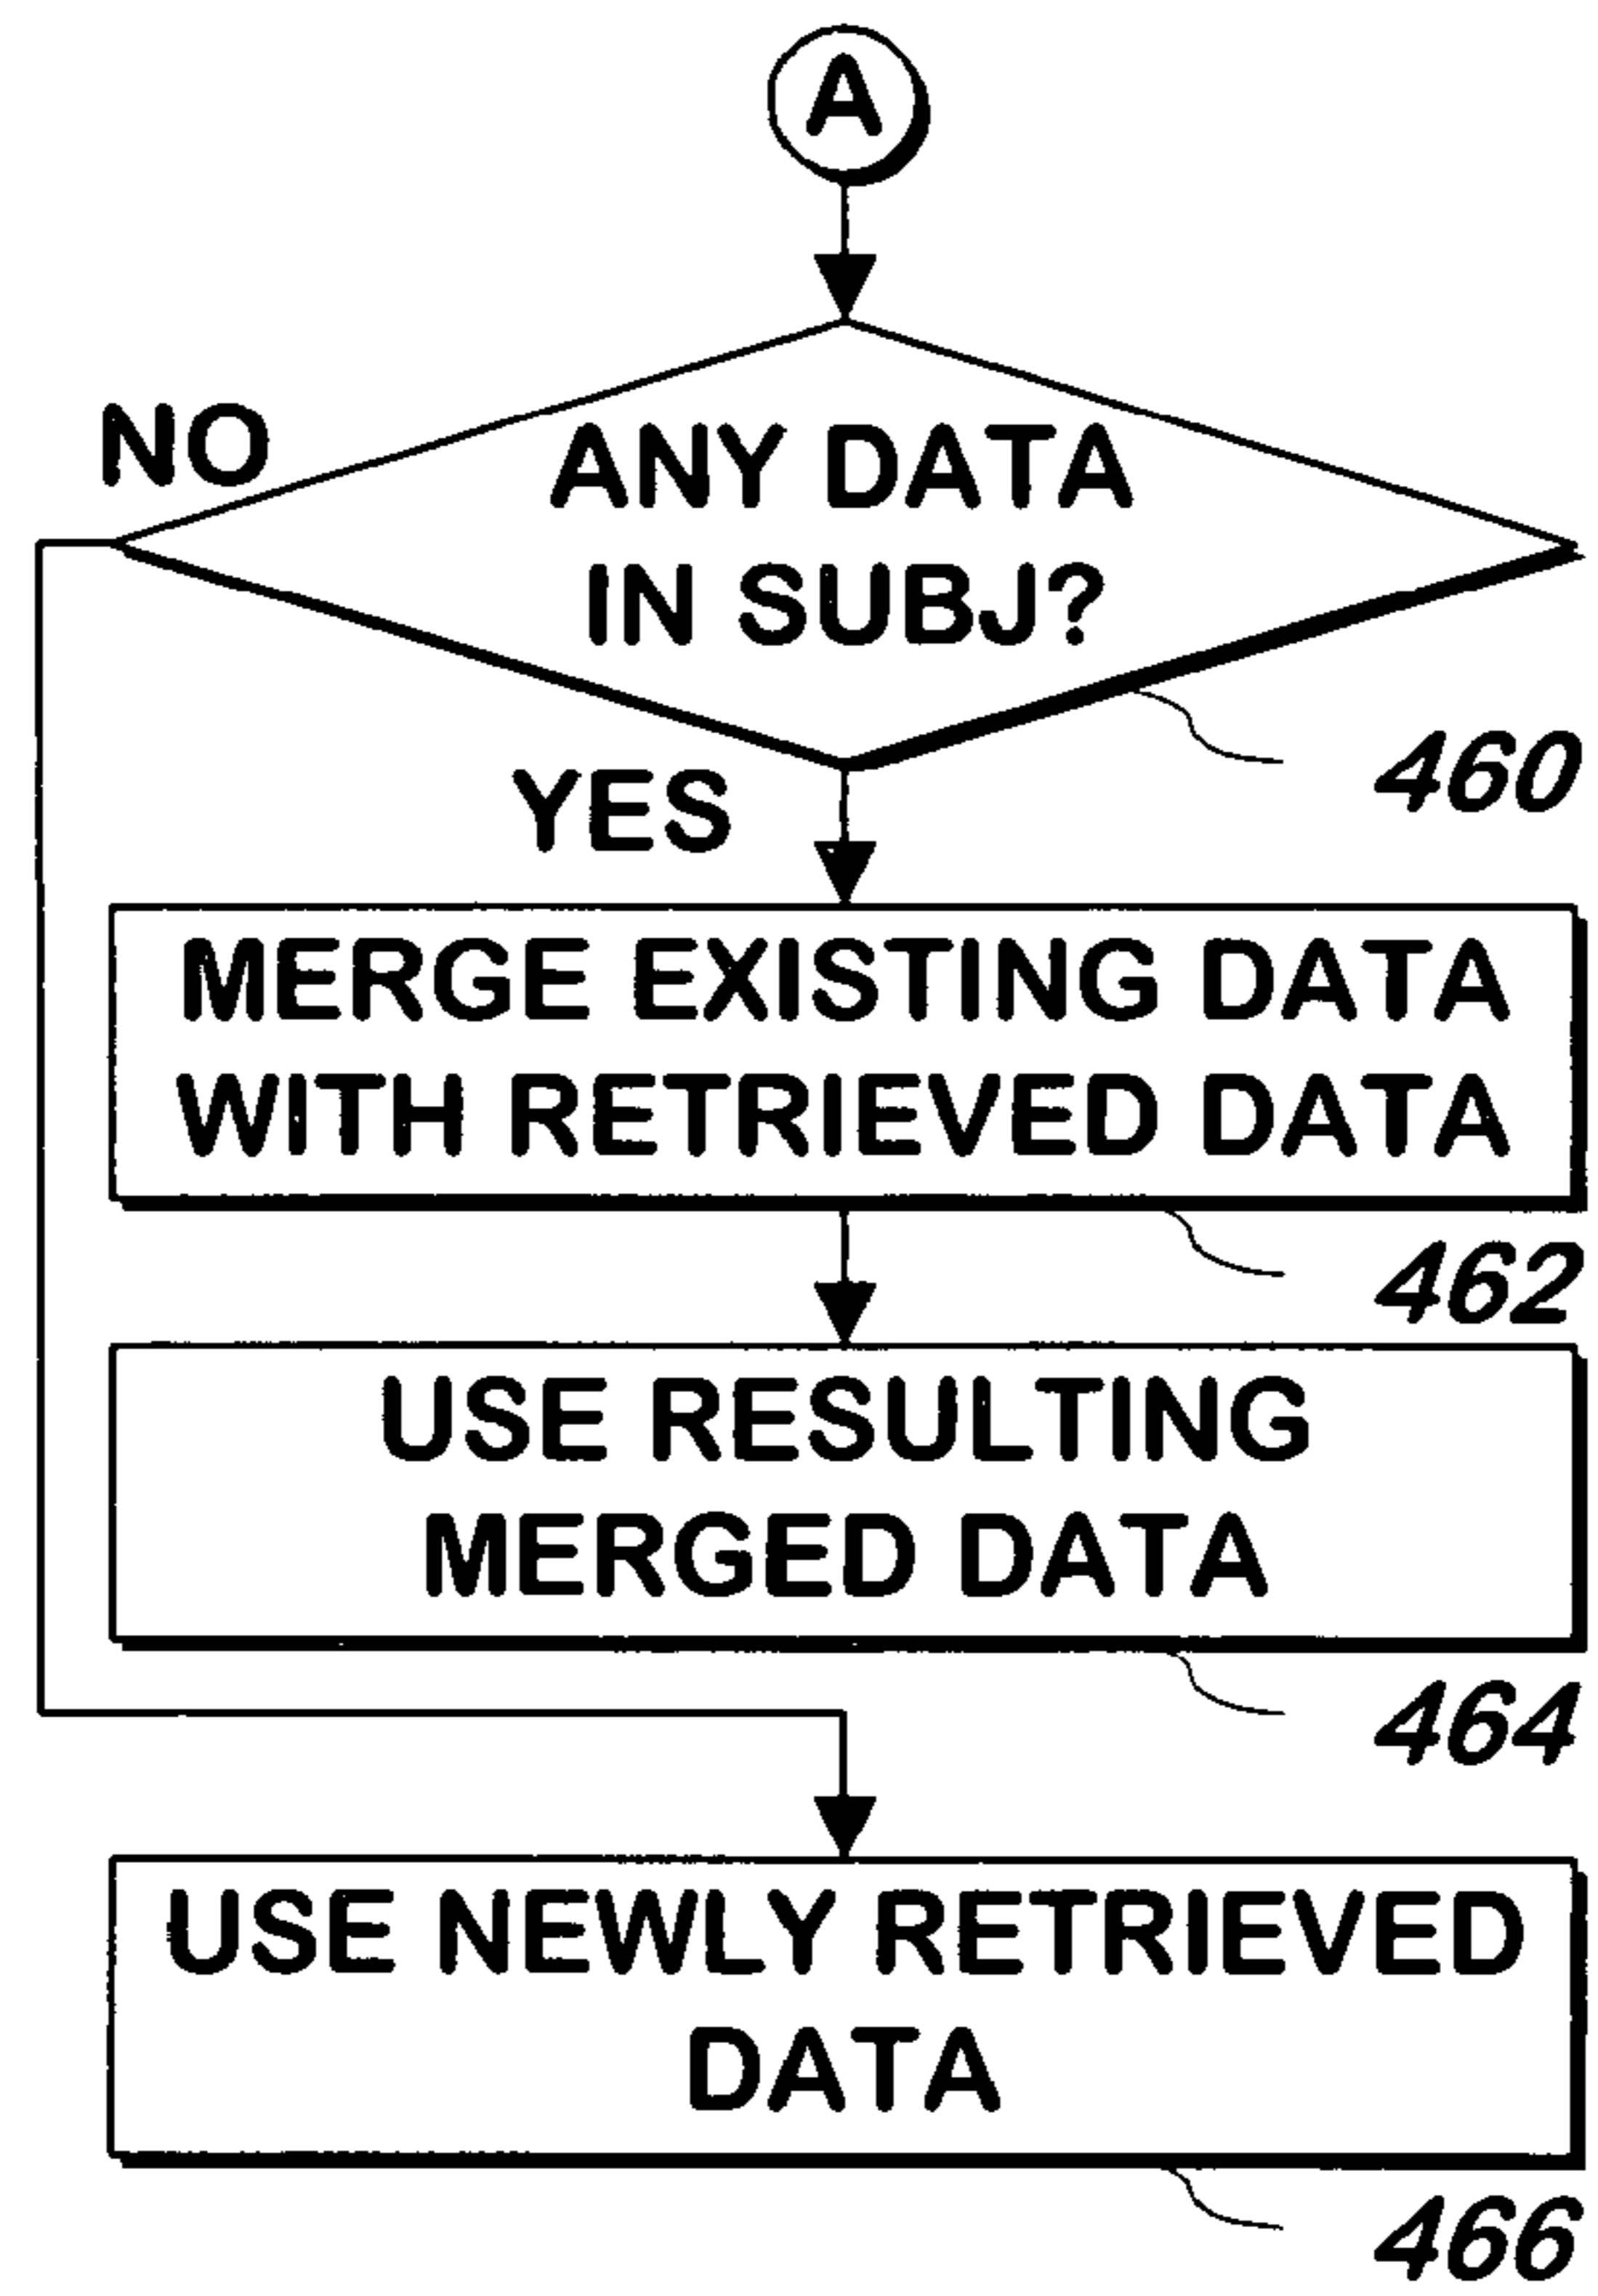 A
NO
ANY DATA
IN SUBJ?
460
YES
MERGE EXISTING DATA
WITH RETRIEVED DATA
462
USE RESULTING
MERGED DATA
464
USE NEWLY RETRIEVED
DATA
466